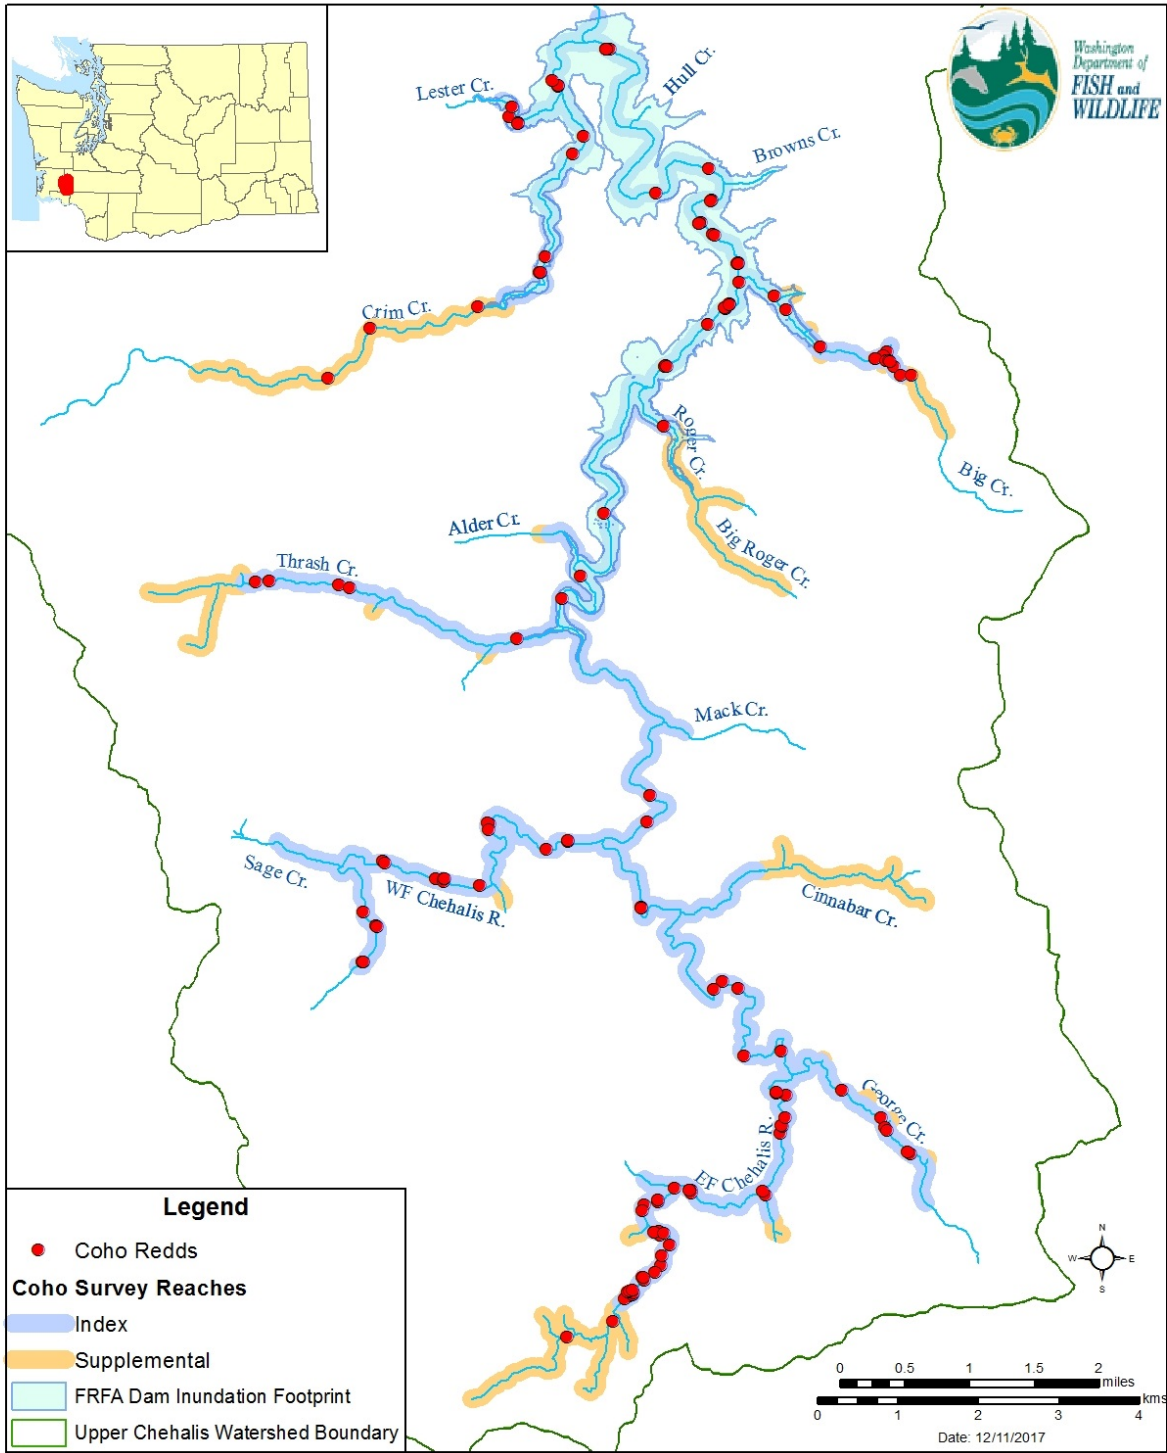 Washington
Department of
FISH and
WILDLIFE
Hull Cr.
Lester Cr.
Browns Cr.
Crim Cr.
Roger Cr.
Big Cr.
Alder Cr.
Big Roger Cr.
Thrash Cr.
Mack Cr.
Sage Cr.
WF Chehalis R.
Cinnabar Cr.
George Cr.
EF Chehalis R.
Legend
Coho Redds
Coho Survey Reaches
Index
Supplemental
FRFA Dam Inundation Footprint
Upper Chehalis Watershed Boundary
N
W E
S
0 0.5 1 1.5 2
miles
kms
0 1 2 3 4
Date: 12/11/2017